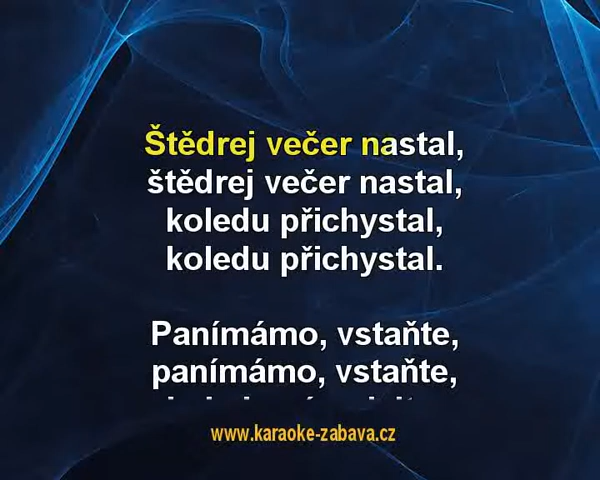 Štědrej večer nastal,
štědrej večer nastal,
koledu přichystal,
koledu přichystal.
Panímámo, vstaňte,
panímámo, vstaňte,
www.karaoke-zabava.cz